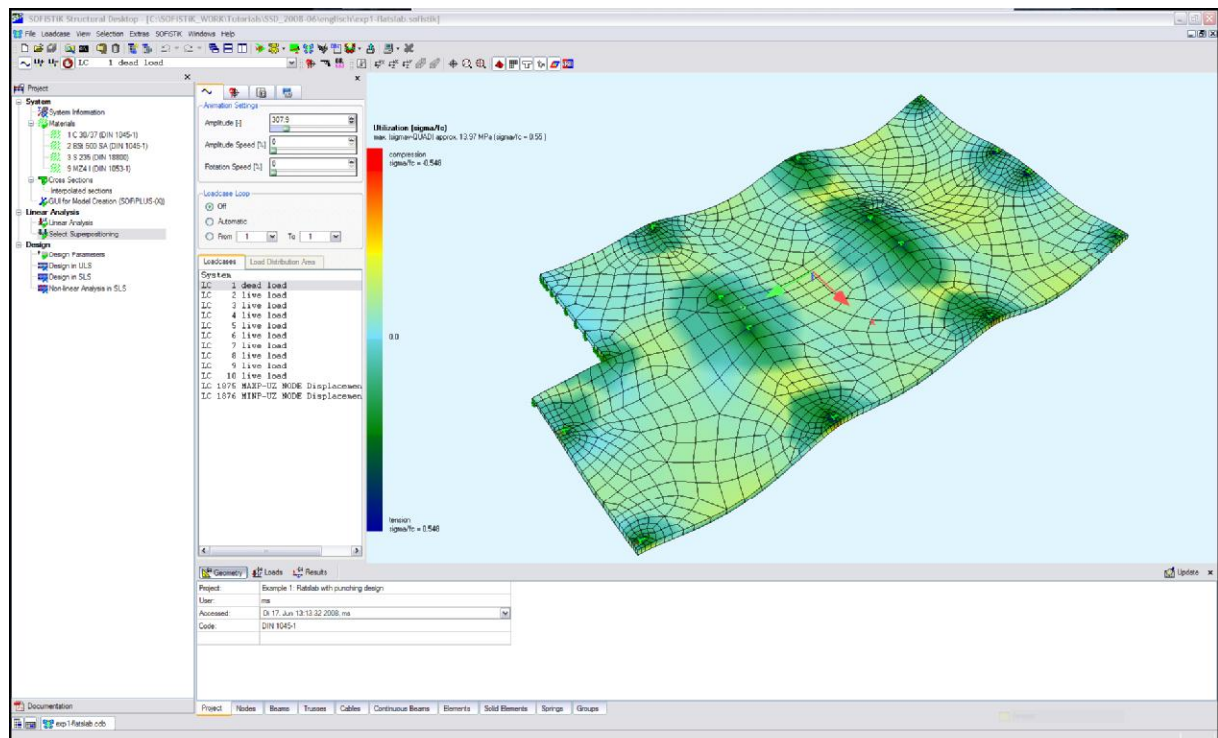 SOFiSTiK Structural Desktop - [C:\SOFiSTiK_WORK\Tutorials\SSD_2008-06\englisch\exp1-flatslab.sofistik]
File Loadcase View Selection Extras SOFiSTiK Windows Help
LC 1 dead load
Project
System
System Information
Materials
1 C 30/37 (DIN 1045-1)
2 BSt 500 SA (DIN 1045-1)
3 S 235 (DIN 18800)
9 MZ4 I (DIN 1053-1)
Cross Sections
Interpolated sections
GUI for Model Creation (SOFiPLUS-(X))
Linear Analysis
Linear Analysis
Select Superpositioning
Design
Design Parameters
Design in ULS
Design in SLS
Non-linear Analysis in SLS
Documentation
Animation Settings
Amplitude [-] 307.9
Amplitude Speed [%] 0
Rotation Speed [%] 0
Loadcase Loop
Off
Automatic
From 1 To 1
Loadcases Load Distribution Area
System
LC 1 dead load
LC 2 live load
LC 3 live load
LC 4 live load
LC 5 live load
LC 6 live load
LC 7 live load
LC 8 live load
LC 9 live load
LC 10 live load
LC 1875 MAXP-UZ NODE Displacemen
LC 1876 MINP-UZ NODE Displacemen
Utilization (sigma/fc)
max. (sigma-QUAD) approx. 13.97 MPa (sigma/fc = 0.55 )
compression
sigma/fc = -0.548
0.0
tension
sigma/fc = 0.548
Geometry Loads Results Update
Project: Example 1: Flatslab with punching design
User: ms
Accessed: Di 17. Jun 13:13:32 2008, ms
Code: DIN 1045-1
Project Nodes Beams Trusses Cables Continuous Beams Elements Solid Elements Springs Groups
exp1-flatslab.cdb